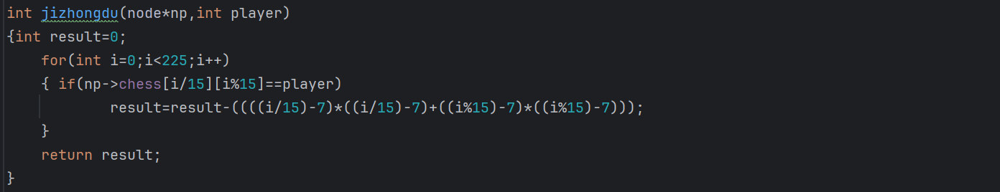 int jizhongdu(node*np,int player)
{int result=0;
    for(int i=0;i<225;i++)
    { if(np->chess[i/15][i%15]==player)
            result=result-((((i/15)-7)*((i/15)-7)+((i%15)-7)*((i%15)-7)));
    }
    return result;
}